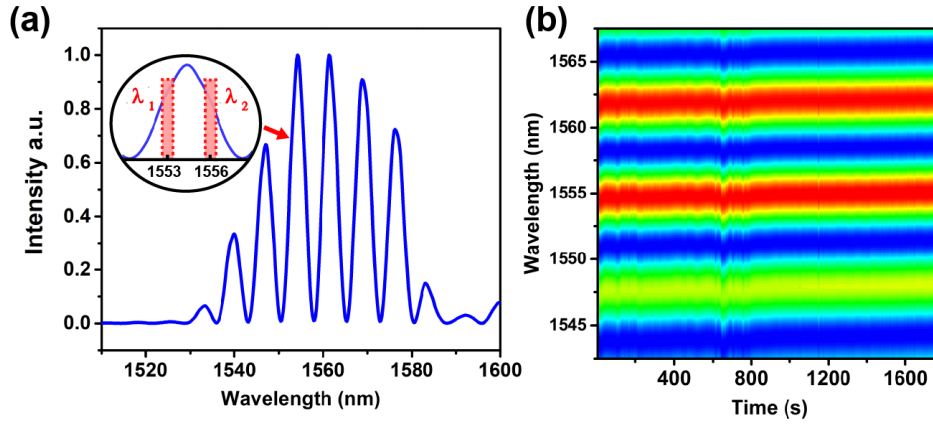 (a)
Intensity a.u.
1.0
0.8
0.6
0.4
0.2
0.0
λ1
λ2
1553
1556
1520
1540
1560
1580
1600
Wavelength (nm)
(b)
Wavelength (nm)
1565
1560
1555
1550
1545
400
800
1200
1600
Time (s)